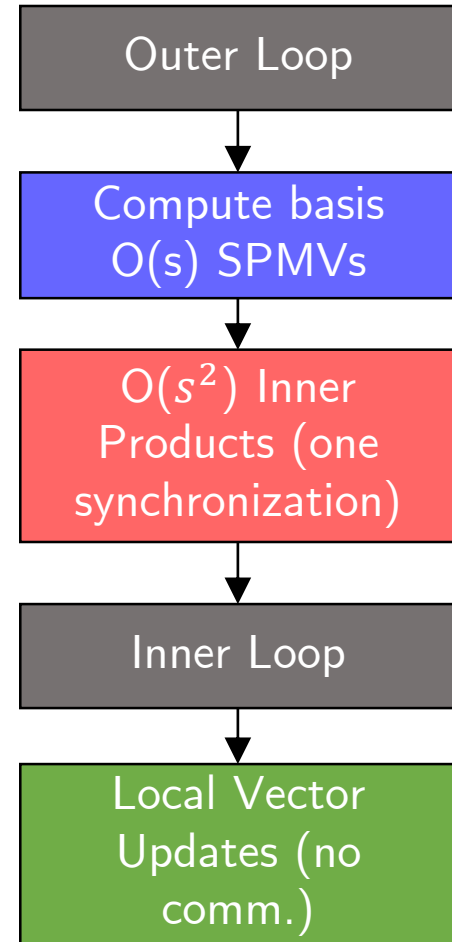 Outer Loop
Compute basis
O(s) SPMVs
O(s²) Inner
Products (one
synchronization)
Inner Loop
Local Vector
Updates (no
comm.)